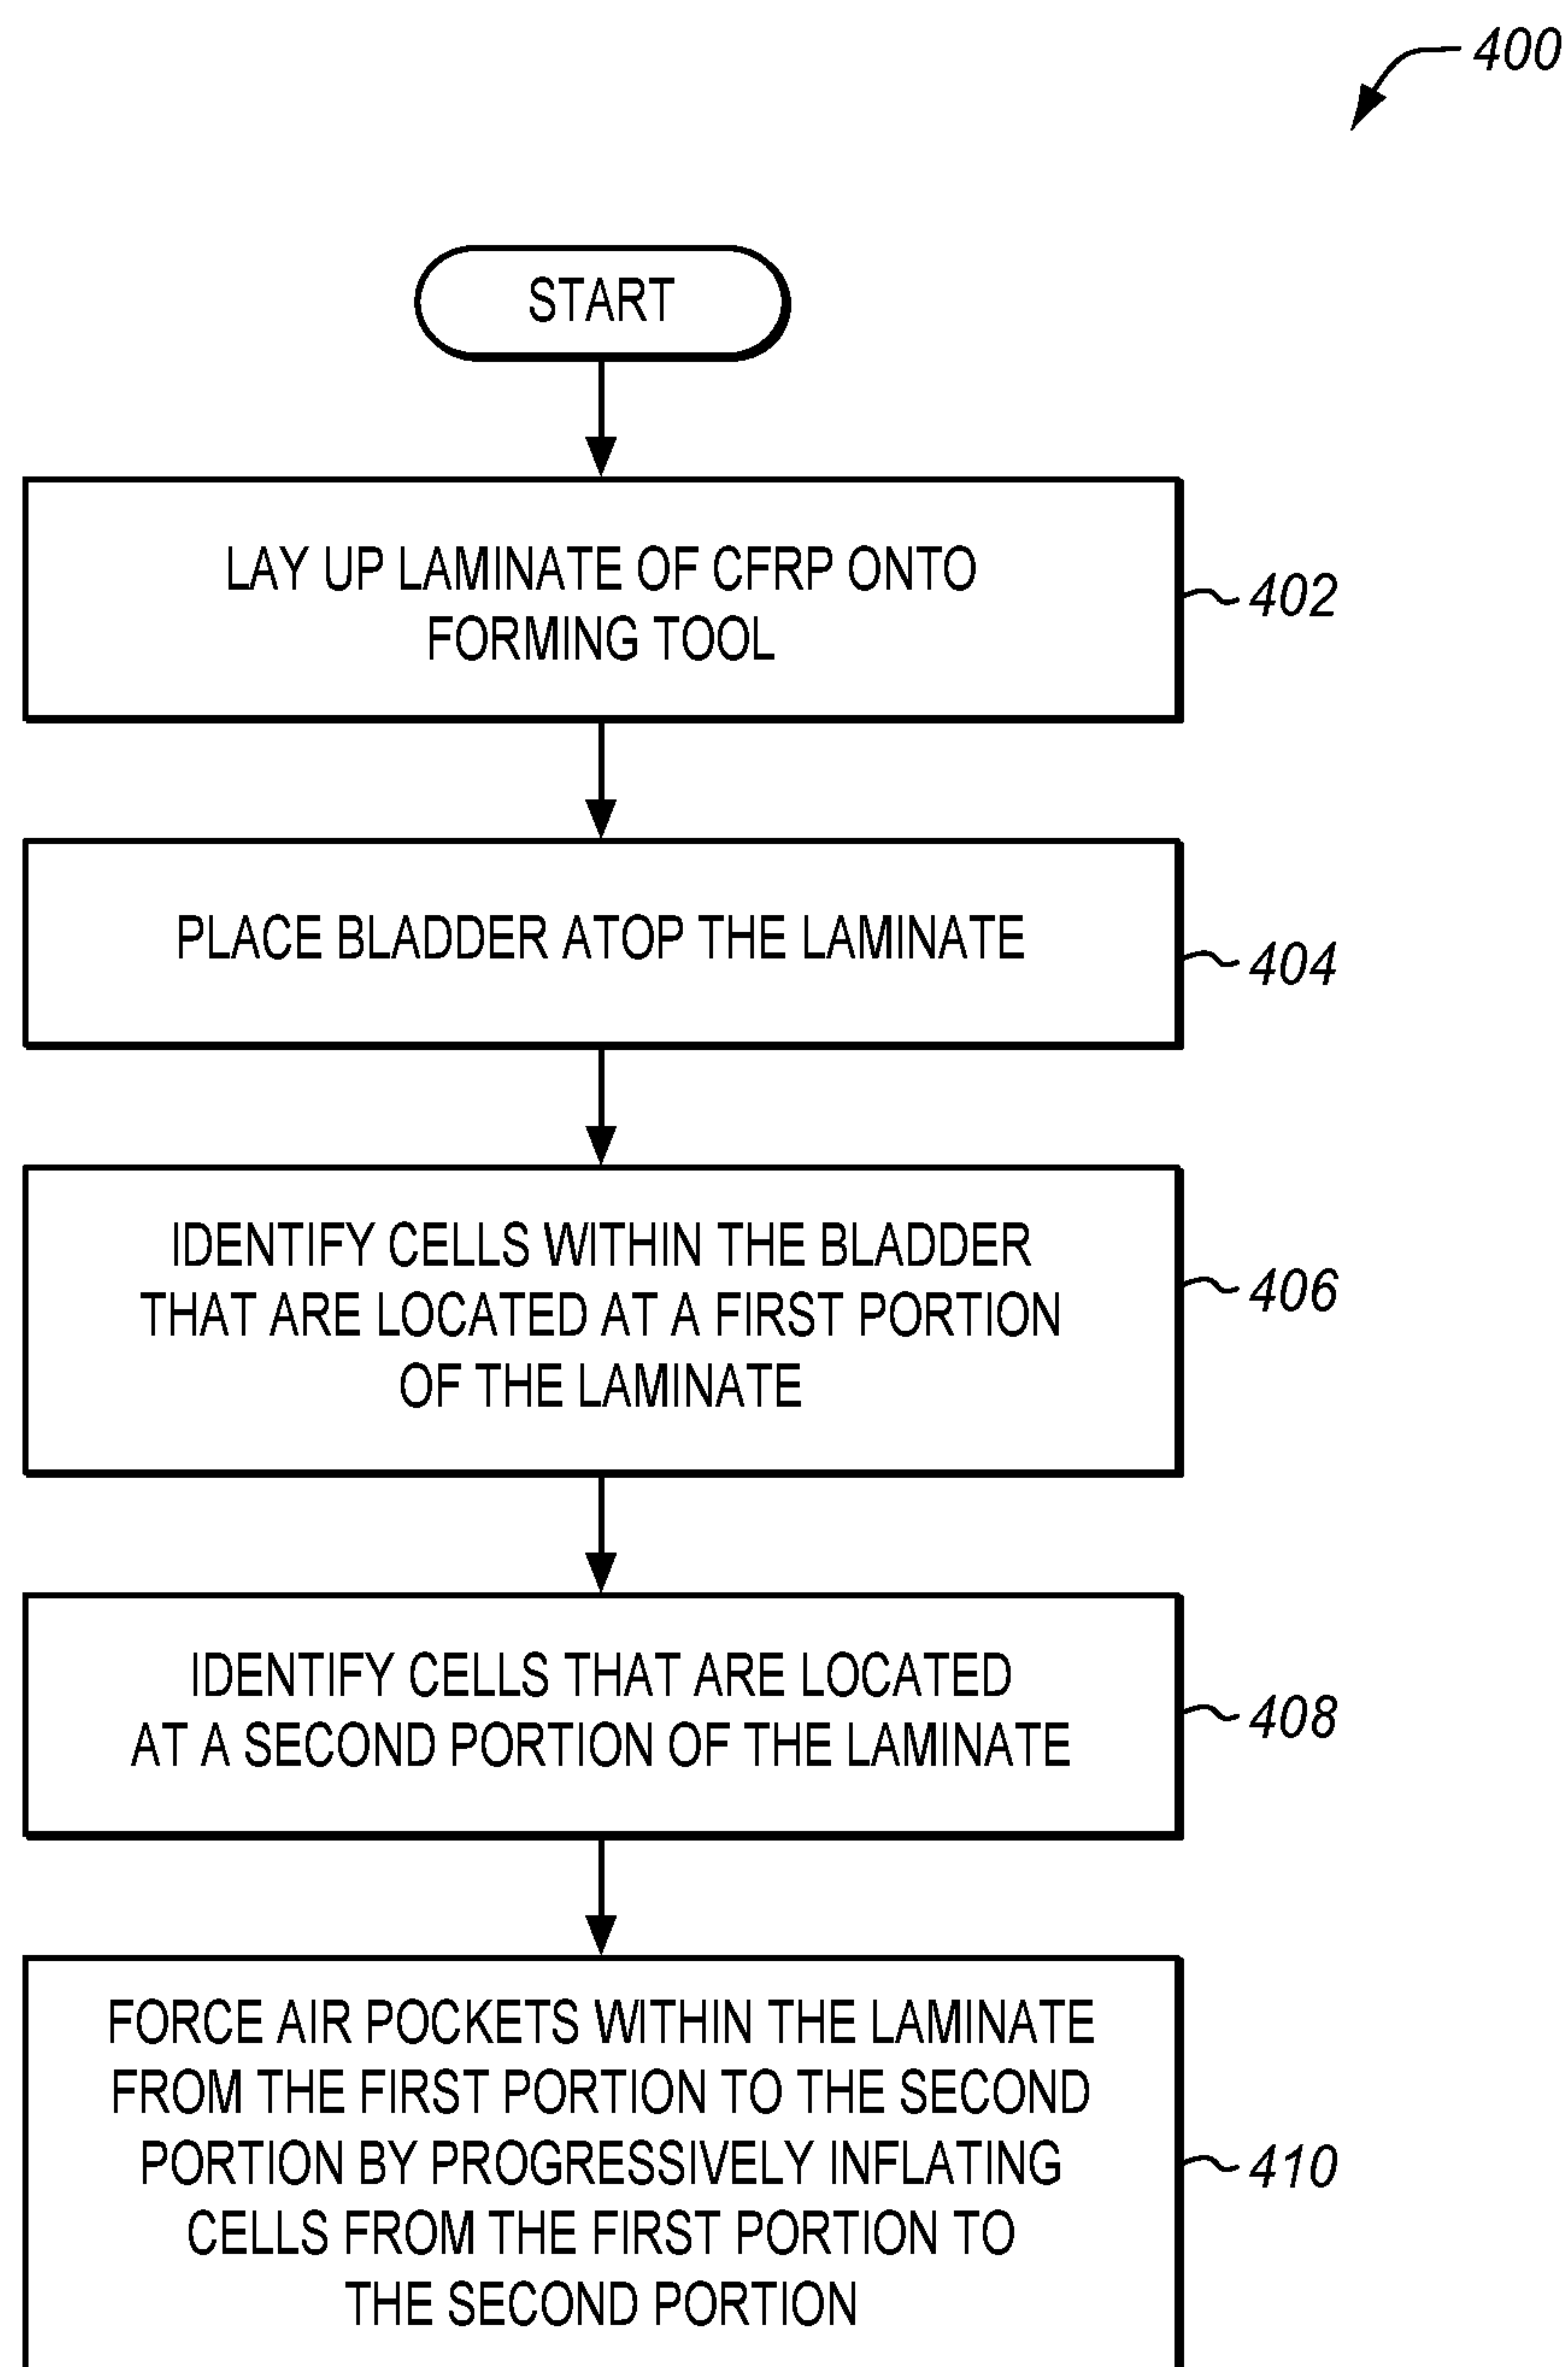 400
START
LAY UP LAMINATE OF CFRP ONTO
FORMING TOOL
402
PLACE BLADDER ATOP THE LAMINATE
404
IDENTIFY CELLS WITHIN THE BLADDER
THAT ARE LOCATED AT A FIRST PORTION
OF THE LAMINATE
406
IDENTIFY CELLS THAT ARE LOCATED
AT A SECOND PORTION OF THE LAMINATE
408
FORCE AIR POCKETS WITHIN THE LAMINATE
FROM THE FIRST PORTION TO THE SECOND
PORTION BY PROGRESSIVELY INFLATING
CELLS FROM THE FIRST PORTION TO
THE SECOND PORTION
410